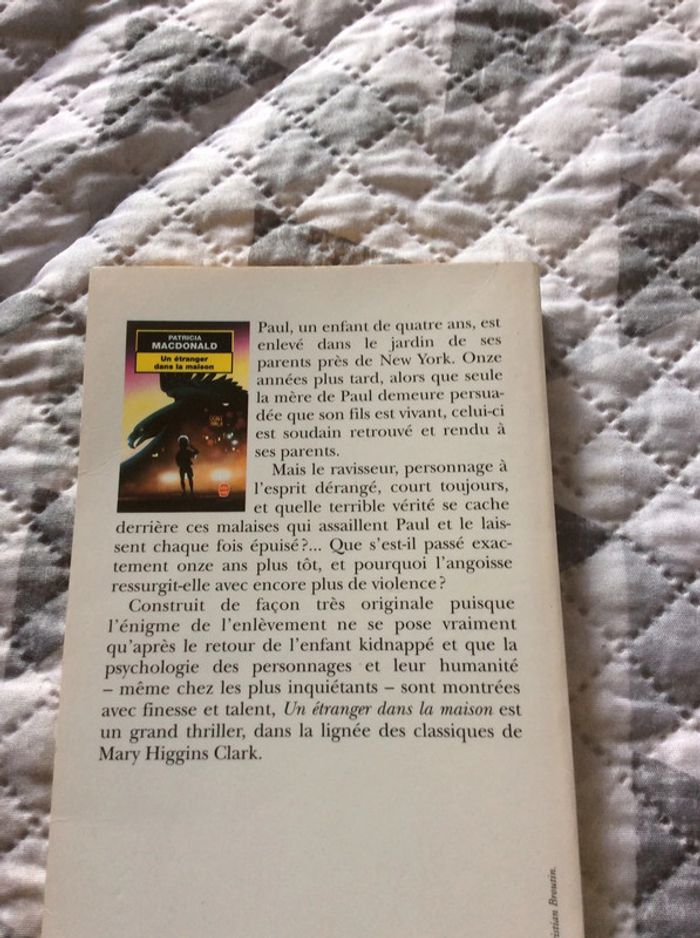 PATRICIA
MACDONALD
Un étranger
dans la maison
Paul, un enfant de quatre ans, est
enlevé dans le jardin de ses
parents près de New York. Onze
années plus tard, alors que seule
la mère de Paul demeure persua-
dée que son fils est vivant, celui-ci
est soudain retrouvé et rendu à
ses parents.
Mais le ravisseur, personnage à
l'esprit dérangé, court toujours,
et quelle terrible vérité se cache
derrière ces malaises qui assaillent Paul et le lais-
sent chaque fois épuisé ?... Que s'est-il passé exac-
tement onze ans plus tôt, et pourquoi l'angoisse
ressurgit-elle avec encore plus de violence ?
Construit de façon très originale puisque
l'énigme de l'enlèvement ne se pose vraiment
qu'après le retour de l'enfant kidnappé et que la
psychologie des personnages et leur humanité
– même chez les plus inquiétants – sont montrées
avec finesse et talent, Un étranger dans la maison est
un grand thriller, dans la lignée des classiques de
Mary Higgins Clark.
Broutin.